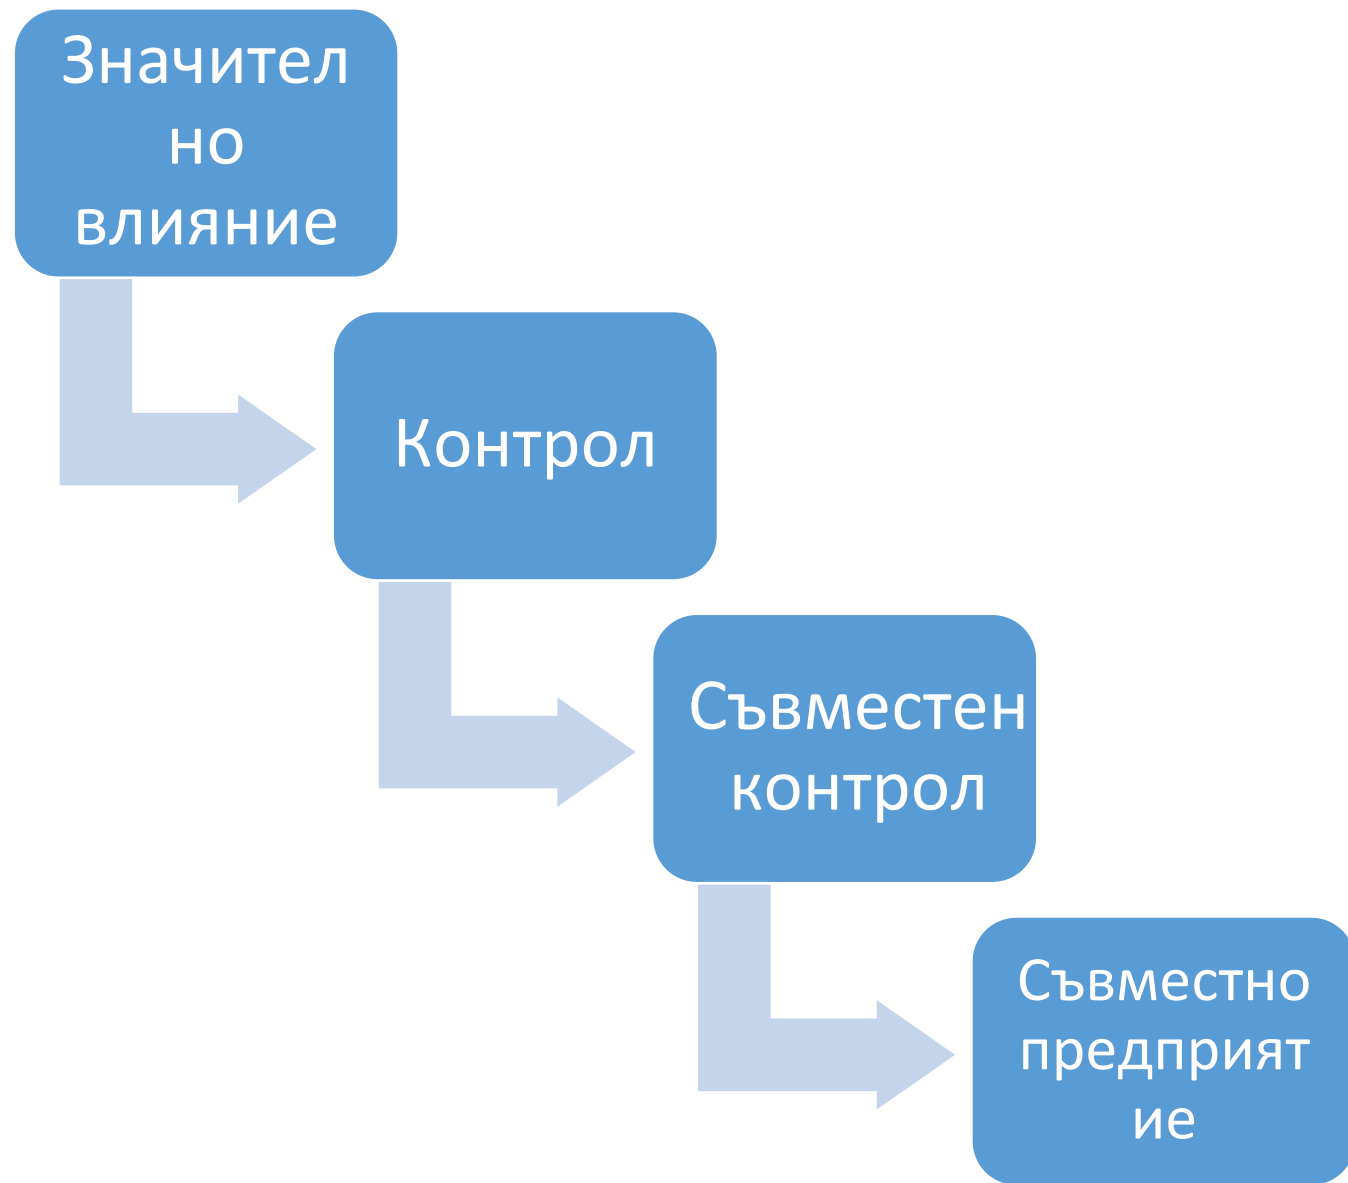 Значител
но
влияние
Контрол
Съвместен
контрол
Съвместно
предприят
ие